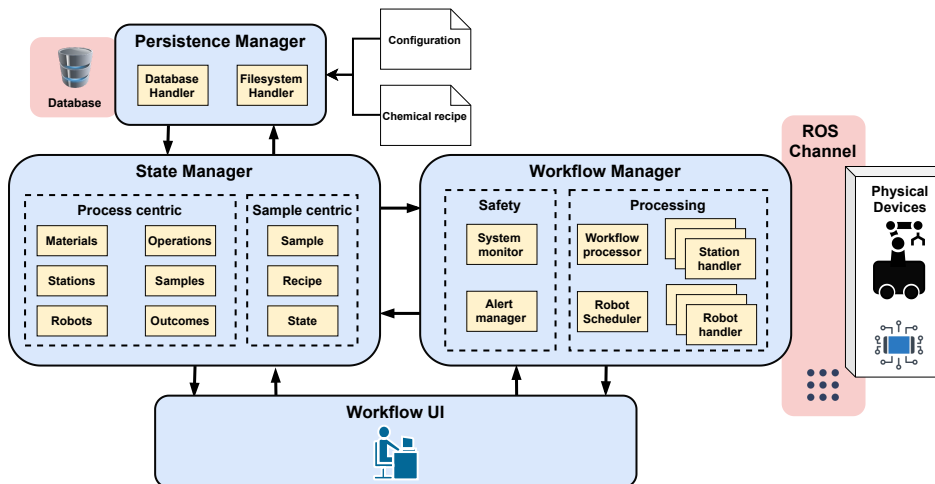 Persistence Manager
Database
Handler
Filesystem
Handler
Database
Configuration
Chemical recipe
State Manager
Process centric
Materials
Operations
Stations
Samples
Robots
Outcomes
Sample centric
Sample
Recipe
State
Workflow Manager
Safety
System
monitor
Alert
manager
Processing
Workflow
processor
Station
handler
Robot
Scheduler
Robot
handler
ROS
Channel
Physical
Devices
Workflow UI